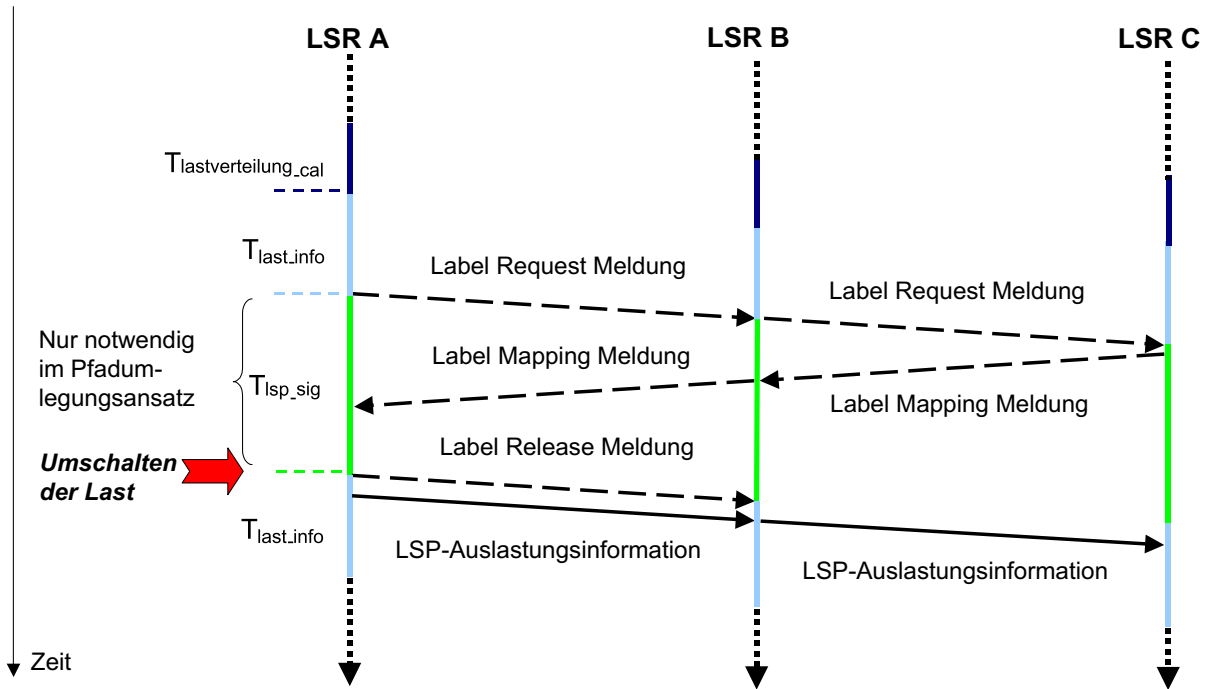 LSR A
LSR B
LSR C
Tlastverteilung_cal
Tlast_info
Label Request Meldung
Label Request Meldung
Nur notwendig
im Pfadum-
legungsansatz
Tlsp_sig
Label Mapping Meldung
Label Mapping Meldung
Label Release Meldung
Umschalten
der Last
Tlast_info
LSP-Auslastungsinformation
LSP-Auslastungsinformation
Zeit